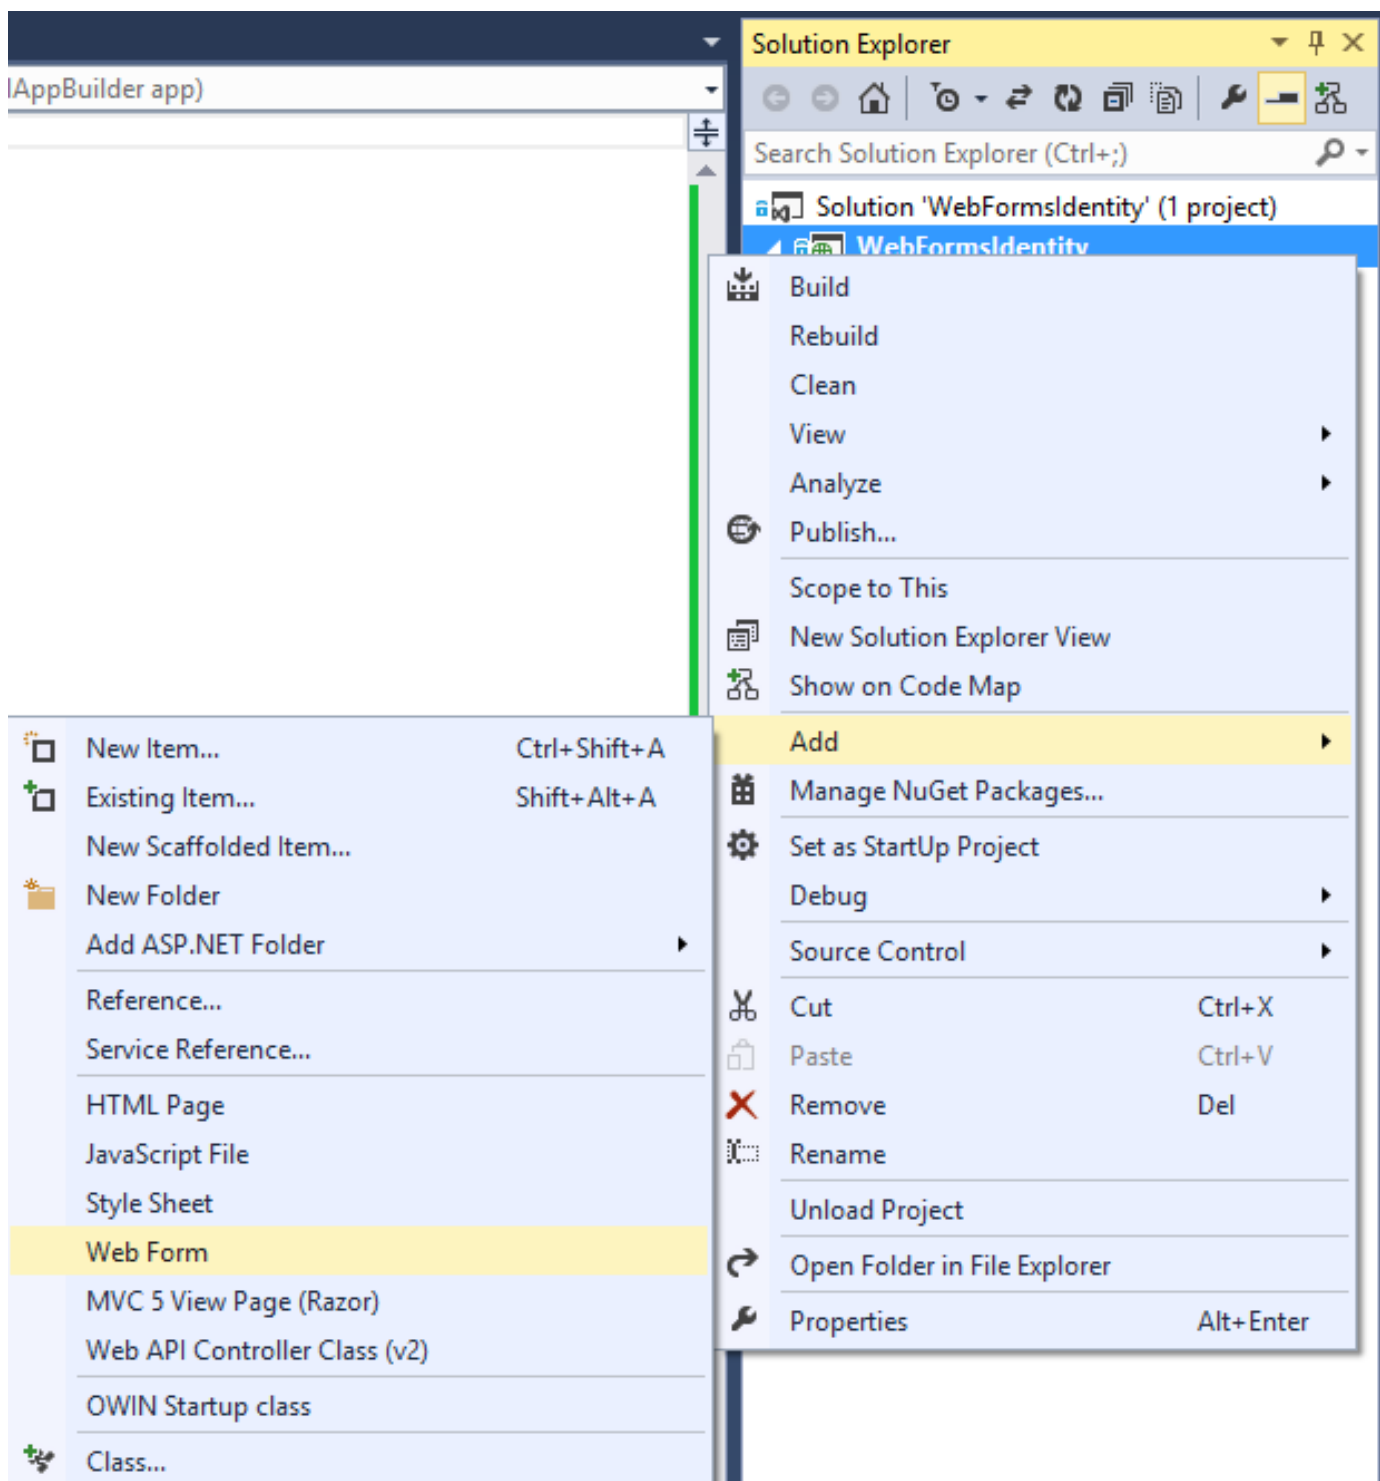 IAppBuilder app)
Solution Explorer
Search Solution Explorer (Ctrl+;)
Solution 'WebFormsIdentity' (1 project)
WebFormsIdentity
Build
Rebuild
Clean
View
Analyze
Publish...
Scope to This
New Solution Explorer View
Show on Code Map
Add
Manage NuGet Packages...
Set as StartUp Project
Debug
Source Control
Cut Ctrl+X
Paste Ctrl+V
Remove Del
Rename
Unload Project
Open Folder in File Explorer
Properties Alt+Enter
New Item... Ctrl+Shift+A
Existing Item... Shift+Alt+A
New Scaffolded Item...
New Folder
Add ASP.NET Folder
Reference...
Service Reference...
HTML Page
JavaScript File
Style Sheet
Web Form
MVC 5 View Page (Razor)
Web API Controller Class (v2)
OWIN Startup class
Class...